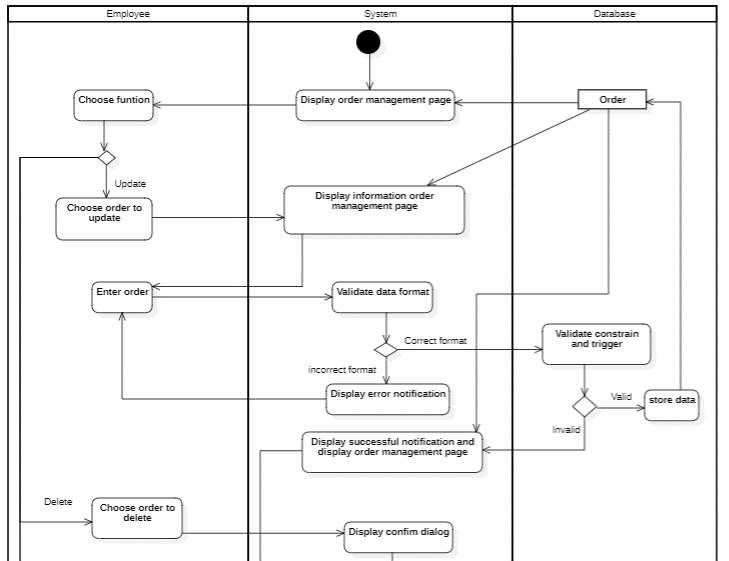 Employee
System
Database
Choose funtion
Display order management page
Order
Update
Choose order to
update
Display information order
management page
Enter order
Validate data format
Correct format
Validate constrain
and trigger
incorrect format
Display error notification
Valid
store data
Invalid
Display successful notification and
display order management page
Delete
Choose order to
delete
Display confim dialog